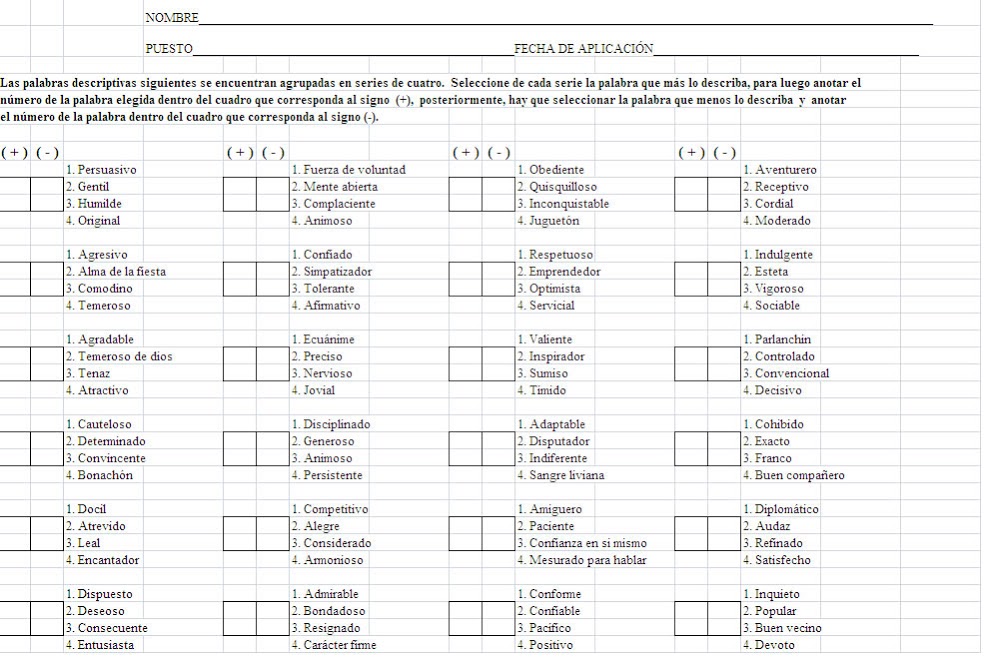 NOMBRE
PUESTO FECHA DE APLICACIÓN
Las palabras descriptivas siguientes se encuentran agrupadas en series de cuatro. Seleccione de cada serie la palabra que más lo describa, para luego anotar el
número de la palabra elegida dentro del cuadro que corresponda al signo (+), posteriormente, hay que seleccionar la palabra que menos lo describa y anotar
el número de la palabra dentro del cuadro que corresponda al signo (-).
(+) (-) (+) (-) (+) (-) (+) (-)
1. Persuasivo 1. Fuerza de voluntad 1. Obediente 1. Aventurero
2. Gentil 2. Mente abierta 2. Quisquilloso 2. Receptivo
3. Humilde 3. Complaciente 3. Inconquistable 3. Cordial
4. Original 4. Animoso 4. Juguetón 4. Moderado
1. Agresivo 1. Confiado 1. Respetuoso 1. Indulgente
2. Alma de la fiesta 2. Simpatizador 2. Emprendedor 2. Esteta
3. Comodino 3. Tolerante 3. Optimista 3. Vigoroso
4. Temeroso 4. Afirmativo 4. Servicial 4. Sociable
1. Agradable 1. Ecuánime 1. Valiente 1. Parlanchin
2. Temeroso de dios 2. Preciso 2. Inspirador 2. Controlado
3. Tenaz 3. Nervioso 3. Sumiso 3. Convencional
4. Atractivo 4. Jovial 4. Timido 4. Decisivo
1. Cauteloso 1. Disciplinado 1. Adaptable 1. Cohibido
2. Determinado 2. Generoso 2. Disputador 2. Exacto
3. Convincente 3. Animoso 3. Indiferente 3. Franco
4. Bonachón 4. Persistente 4. Sangre liviana 4. Buen compañero
1. Docil 1. Competitivo 1. Amiguero 1. Diplomático
2. Atrevido 2. Alegre 2. Paciente 2. Audaz
3. Leal 3. Considerado 3. Confianza en si mismo 3. Refinado
4. Encantador 4. Armonioso 4. Mesurado para hablar 4. Satisfecho
1. Dispuesto 1. Admirable 1. Conforme 1. Inquieto
2. Deseoso 2. Bondadoso 2. Confiable 2. Popular
3. Consecuente 3. Resignado 3. Pacifico 3. Buen vecino
4. Entusiasta 4. Carácter firme 4. Positivo 4. Devoto